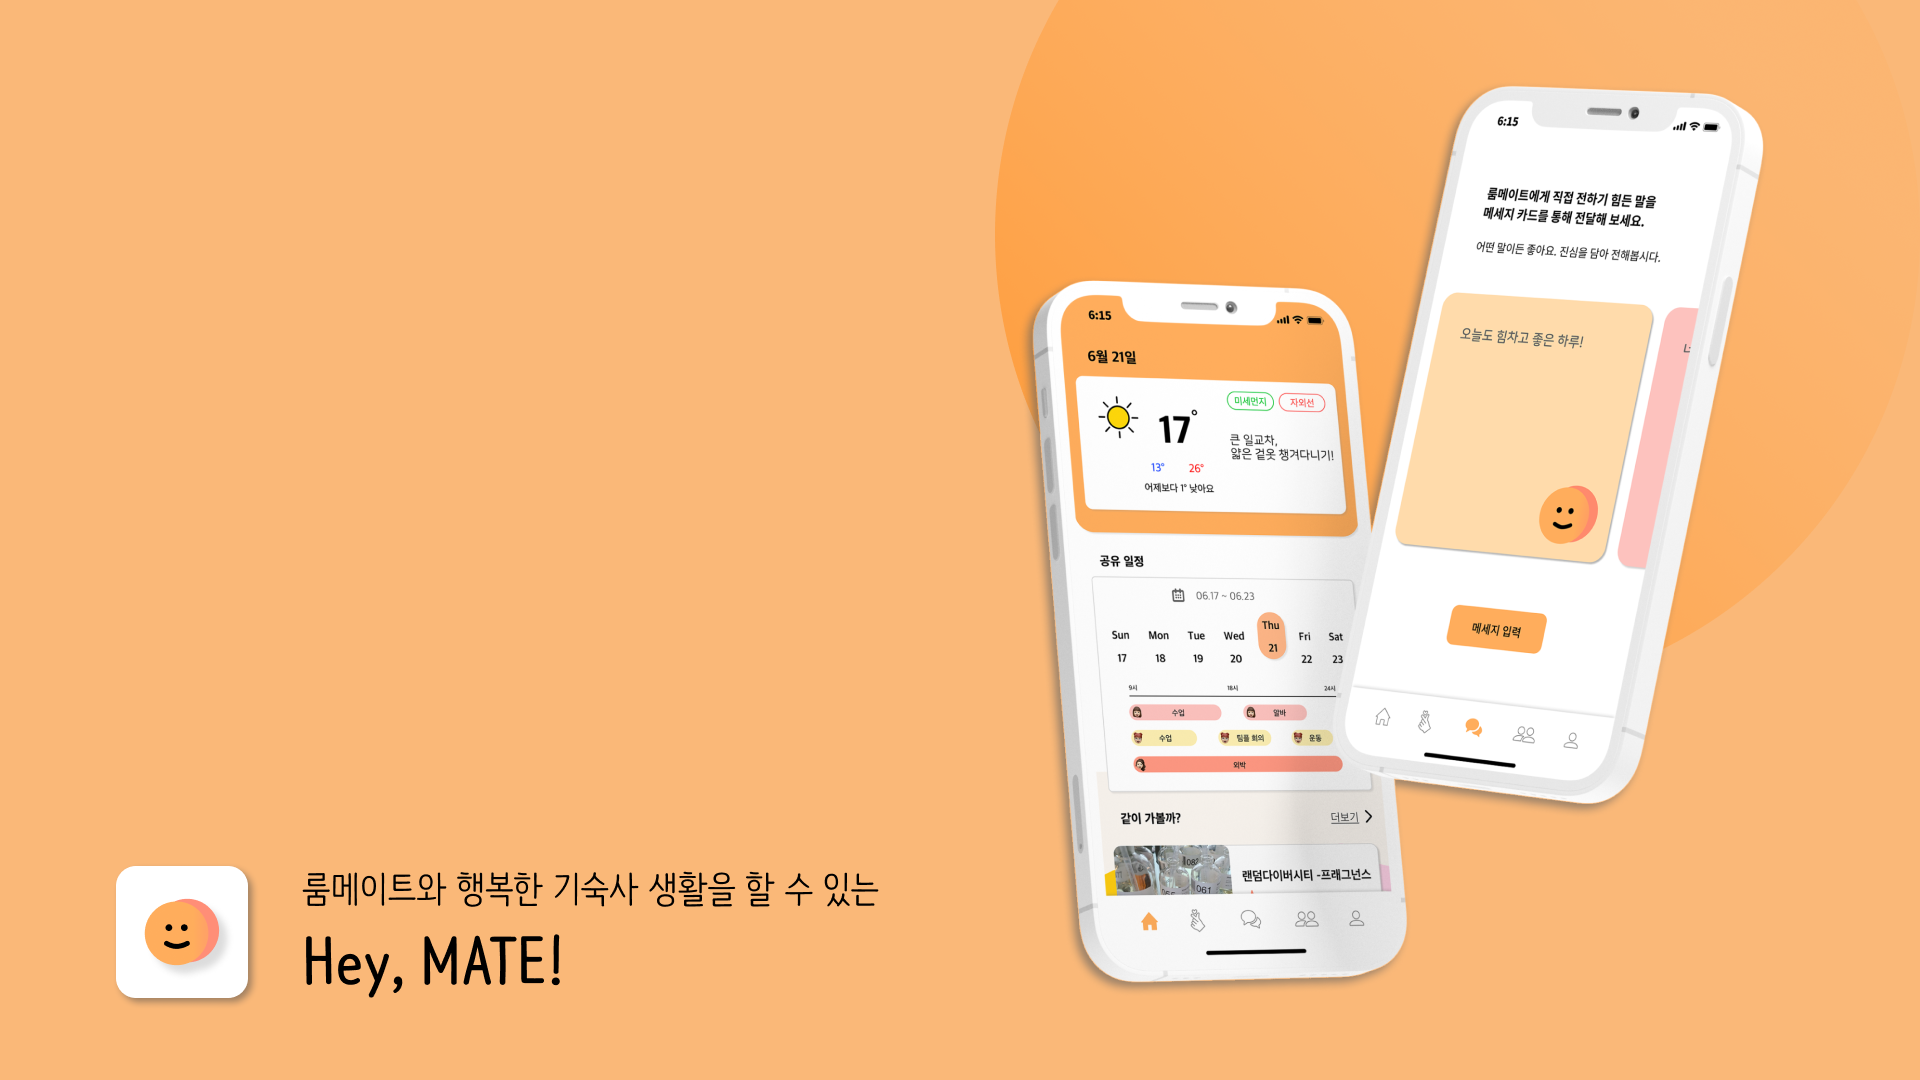 룸메이트와 행복한 기숙사 생활을 할 수 있는
Hey, MATE!
6:15
6월 21일
미세먼지 자외선
17°
큰 일교차,
얇은 겉옷 챙겨다니기!
13° 26°
어제보다 1° 낮아요
공유 일정
06.17 ~ 06.23
Sun Mon Tue Wed Thu Fri Sat
17 18 19 20 21 22 23
9시 18시 24시
수업 알바
수업 팀플 회의 운동
외박
같이 가볼까?
더보기
랜덤다이버시티 -프래그넌스
061
6:15
룸메이트에게 직접 전하기 힘든 말을
메세지 카드를 통해 전달해 보세요.
어떤 말이든 좋아요. 진심을 담아 전해봅시다.
오늘도 힘차고 좋은 하루!
메세지 입력